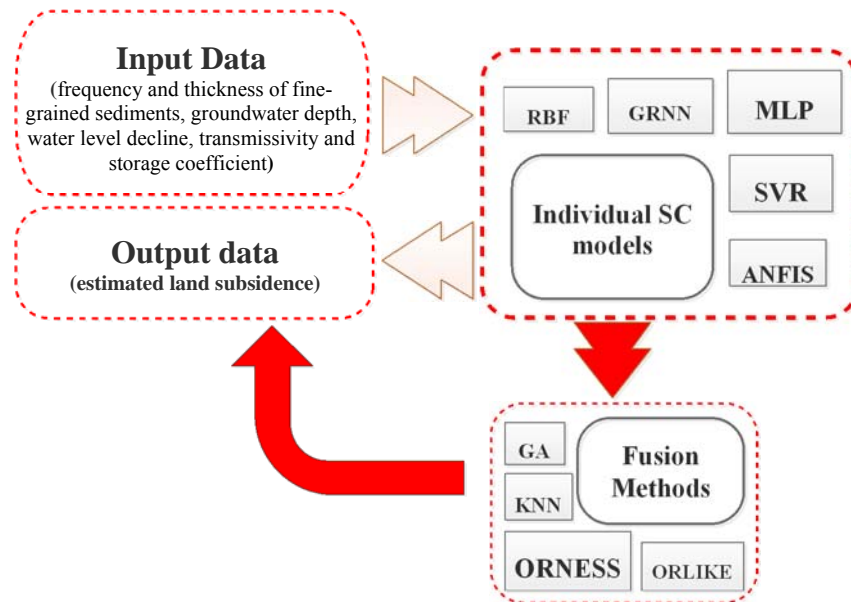 Input Data
(frequency and thickness of fine-
grained sediments, groundwater depth,
water level decline, transmissivity and
storage coefficient)
Output data
(estimated land subsidence)
RBF
GRNN
MLP
Individual SC
models
SVR
ANFIS
GA
KNN
Fusion
Methods
ORNESS
ORLIKE